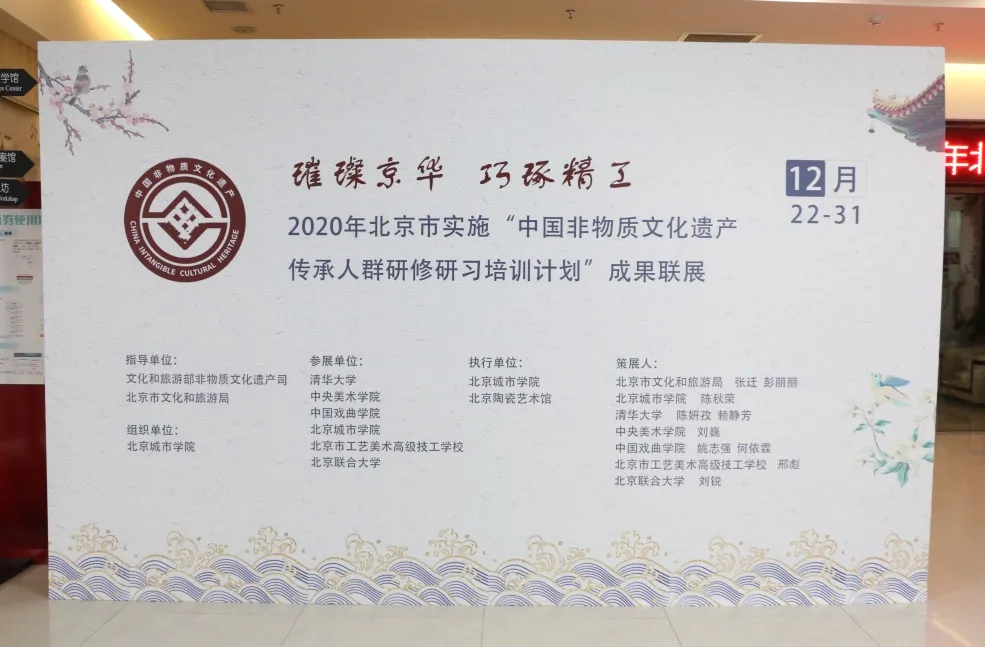 中国非物质文化遗产
CHINA INTANGIBLE CULTURAL HERITAGE
璀璨京华 巧琢精工
2020年北京市实施“中国非物质文化遗产
传承人群研修研习培训计划”成果联展
12月
22-31
指导单位：
文化和旅游部非物质文化遗产司
北京市文化和旅游局
组织单位：
北京城市学院
参展单位：
清华大学
中央美术学院
中国戏曲学院
北京城市学院
北京市工艺美术高级技工学校
北京联合大学
执行单位：
北京城市学院
北京陶瓷艺术馆
策展人：
北京市文化和旅游局 张迁 彭丽丽
北京城市学院 陈秋荣
清华大学 陈妍孜 赖静芳
中央美术学院 刘巍
中国戏曲学院 姚志强 何依霖
北京市工艺美术高级技工学校 邢彪
北京联合大学 刘锐
学馆
Center
案馆
坊
Workshop
年北